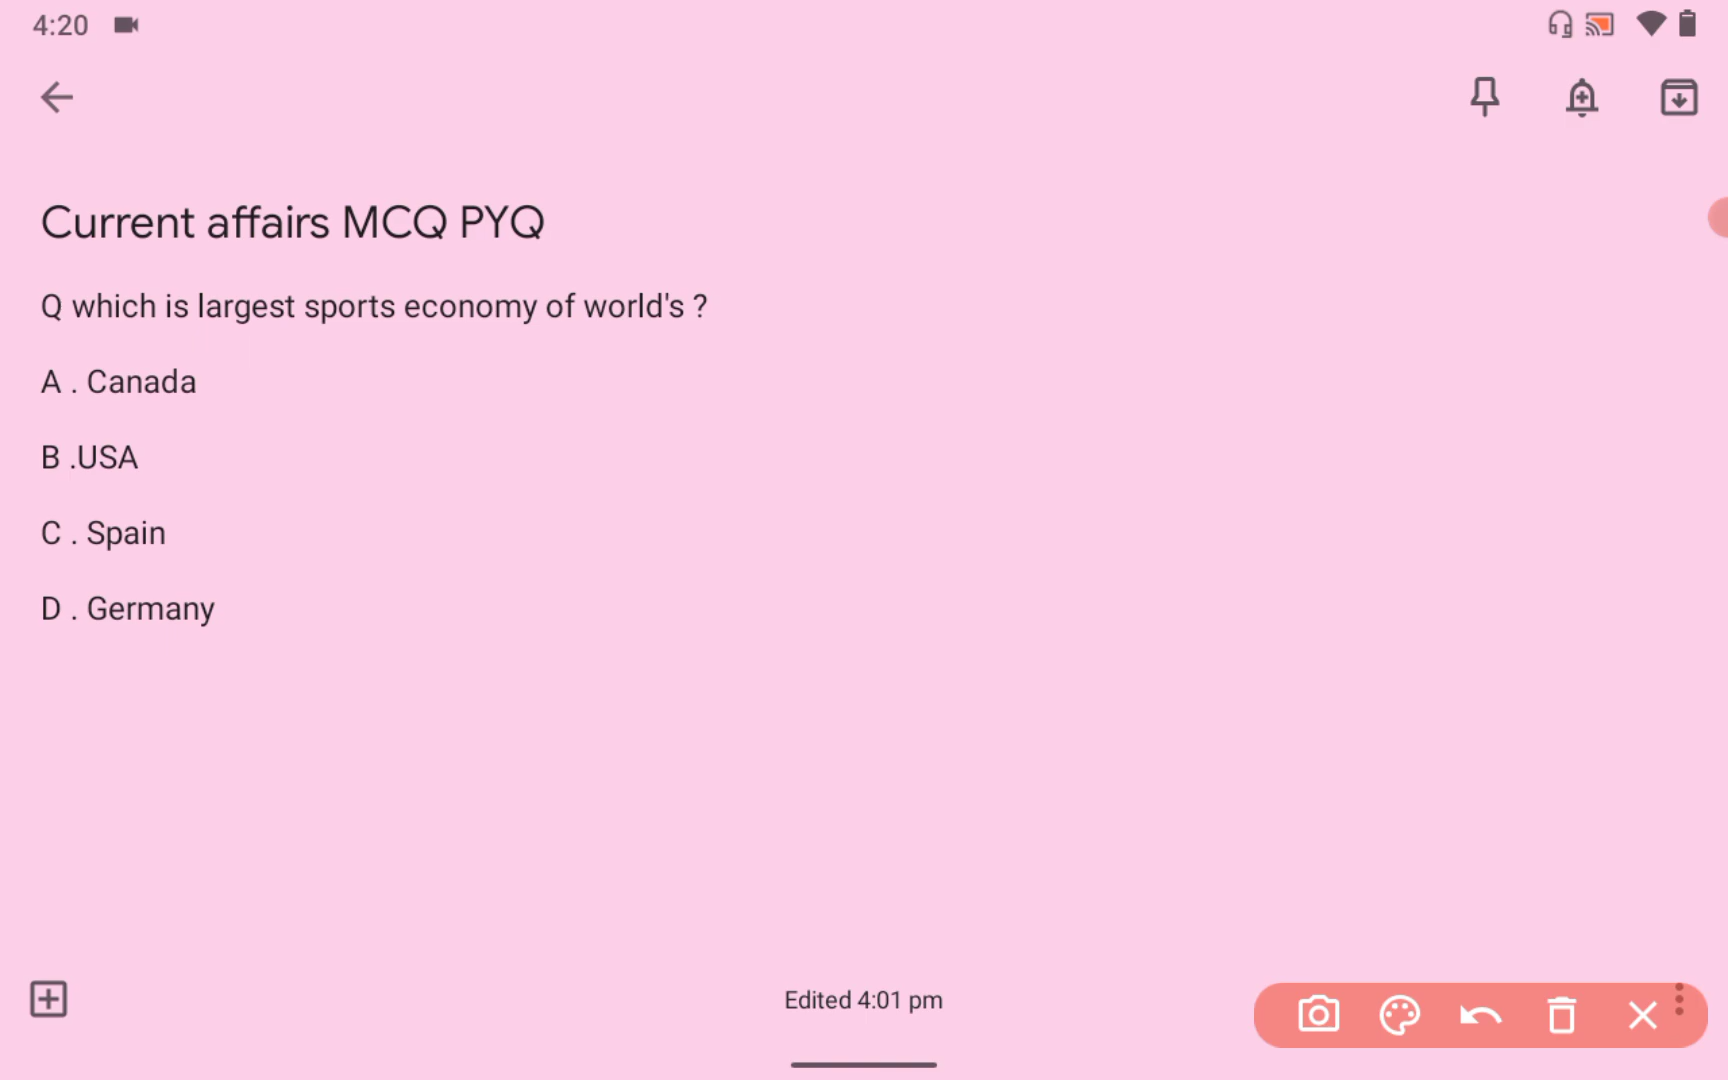 4:20
Current affairs MCQ PYQ
Q which is largest sports economy of world's ?
A . Canada
B .USA
C . Spain
D . Germany
Edited 4:01 pm